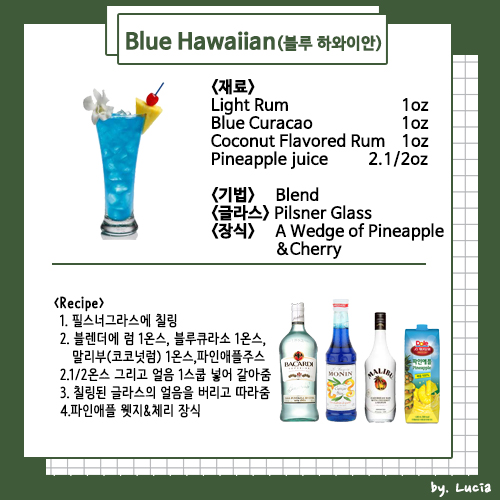 Blue Hawaiian(블루 하와이안)
<재료>
Light Rum 1oz
Blue Curacao 1oz
Coconut Flavored Rum 1oz
Pineapple juice 2.1/2oz
<기법> Blend
<글라스> Pilsner Glass
<장식> A Wedge of Pineapple
&Cherry
<Recipe>
1. 필스너그라스에 칠링
2. 블렌더에 럼 1온스, 블루큐라소 1온스,
말리부(코코넛럼) 1온스,파인애플주스
2.1/2온스 그리고 얼음 1스쿱 넣어 갈아줌
3. 칠링된 글라스의 얼음을 버리고 따라줌
4.파인애플 웻지&체리 장식
BACARDI
MONIN
MALIBU
Dole
파인애플
by. Lucia